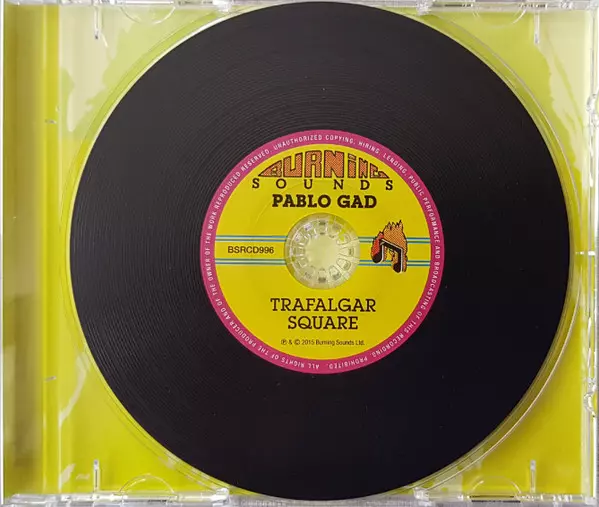 BURNING
SOUNDS
PABLO GAD
BSRCD996
TRAFALGAR
SQUARE
℗ & © 2015 Burning Sounds Ltd.
ALL RIGHTS OF THE PRODUCER AND OF THE OWNER OF THE WORK REPRODUCED RESERVED. UNAUTHORIZED COPYING, HIRING, LENDING, PUBLIC PERFORMANCE AND BROADCASTING OF THIS RECORDING PROHIBITED.